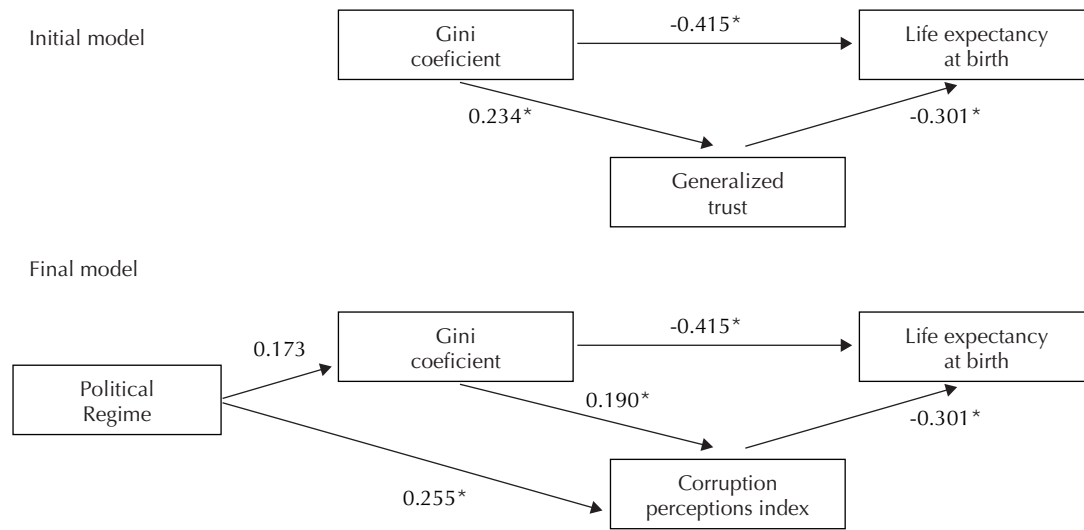 Initial model
Gini
coeficient
-0.415*
Life expectancy
at birth
0.234*
-0.301*
Generalized
trust
Final model
Gini
coeficient
-0.415*
Life expectancy
at birth
0.173
Political
Regime
0.190*
-0.301*
0.255*
Corruption
perceptions index